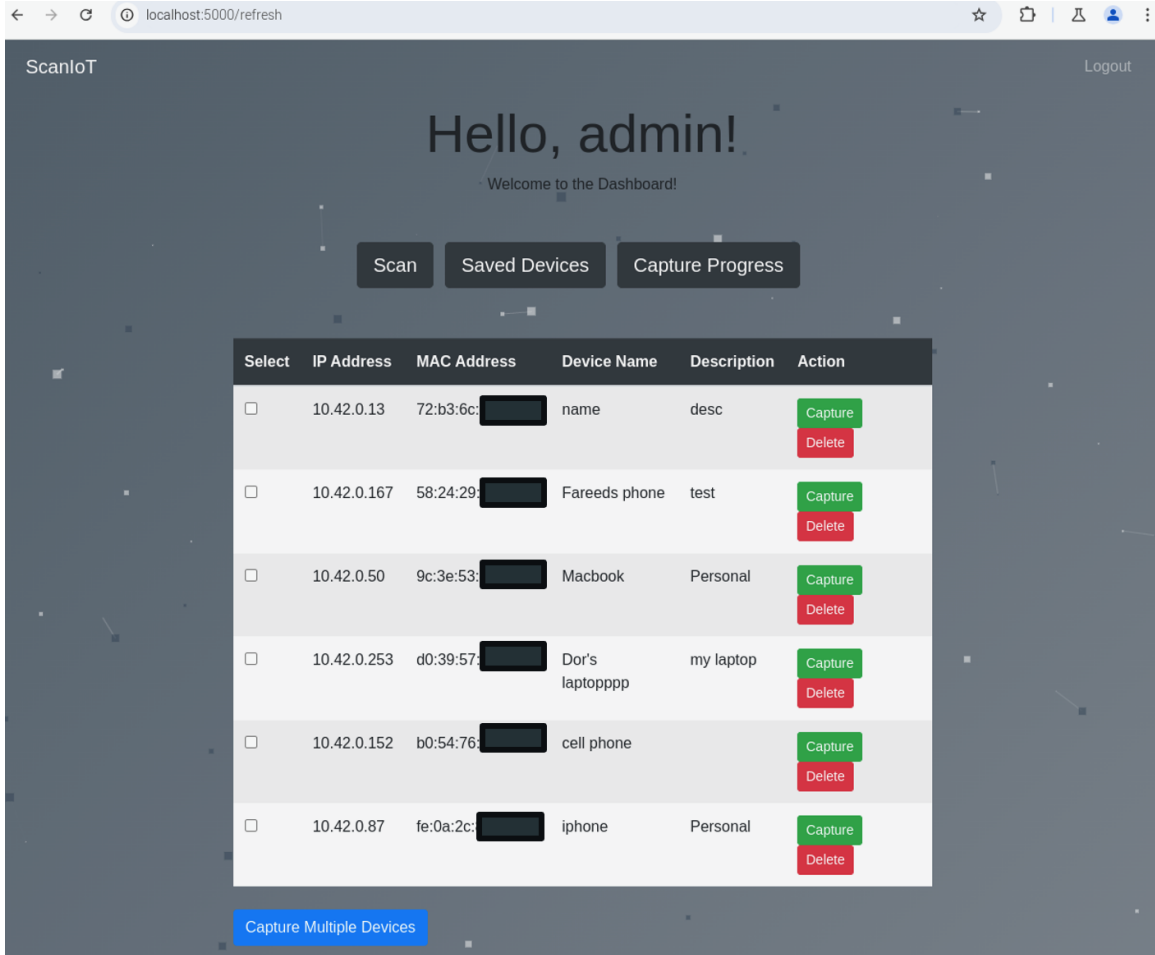 localhost:5000/refresh
ScanIoT
Logout
Hello, admin!
Welcome to the Dashboard!
Scan Saved Devices Capture Progress
Select IP Address MAC Address Device Name Description Action
10.42.0.13 72:b3:6c: name desc Capture
Delete
10.42.0.167 58:24:29: Fareeds phone test Capture
Delete
10.42.0.50 9c:3e:53: Macbook Personal Capture
Delete
10.42.0.253 d0:39:57: Dor's my laptop Capture
laptopppp Delete
10.42.0.152 b0:54:76: cell phone Capture
Delete
10.42.0.87 fe:0a:2c: iphone Personal Capture
Delete
Capture Multiple Devices